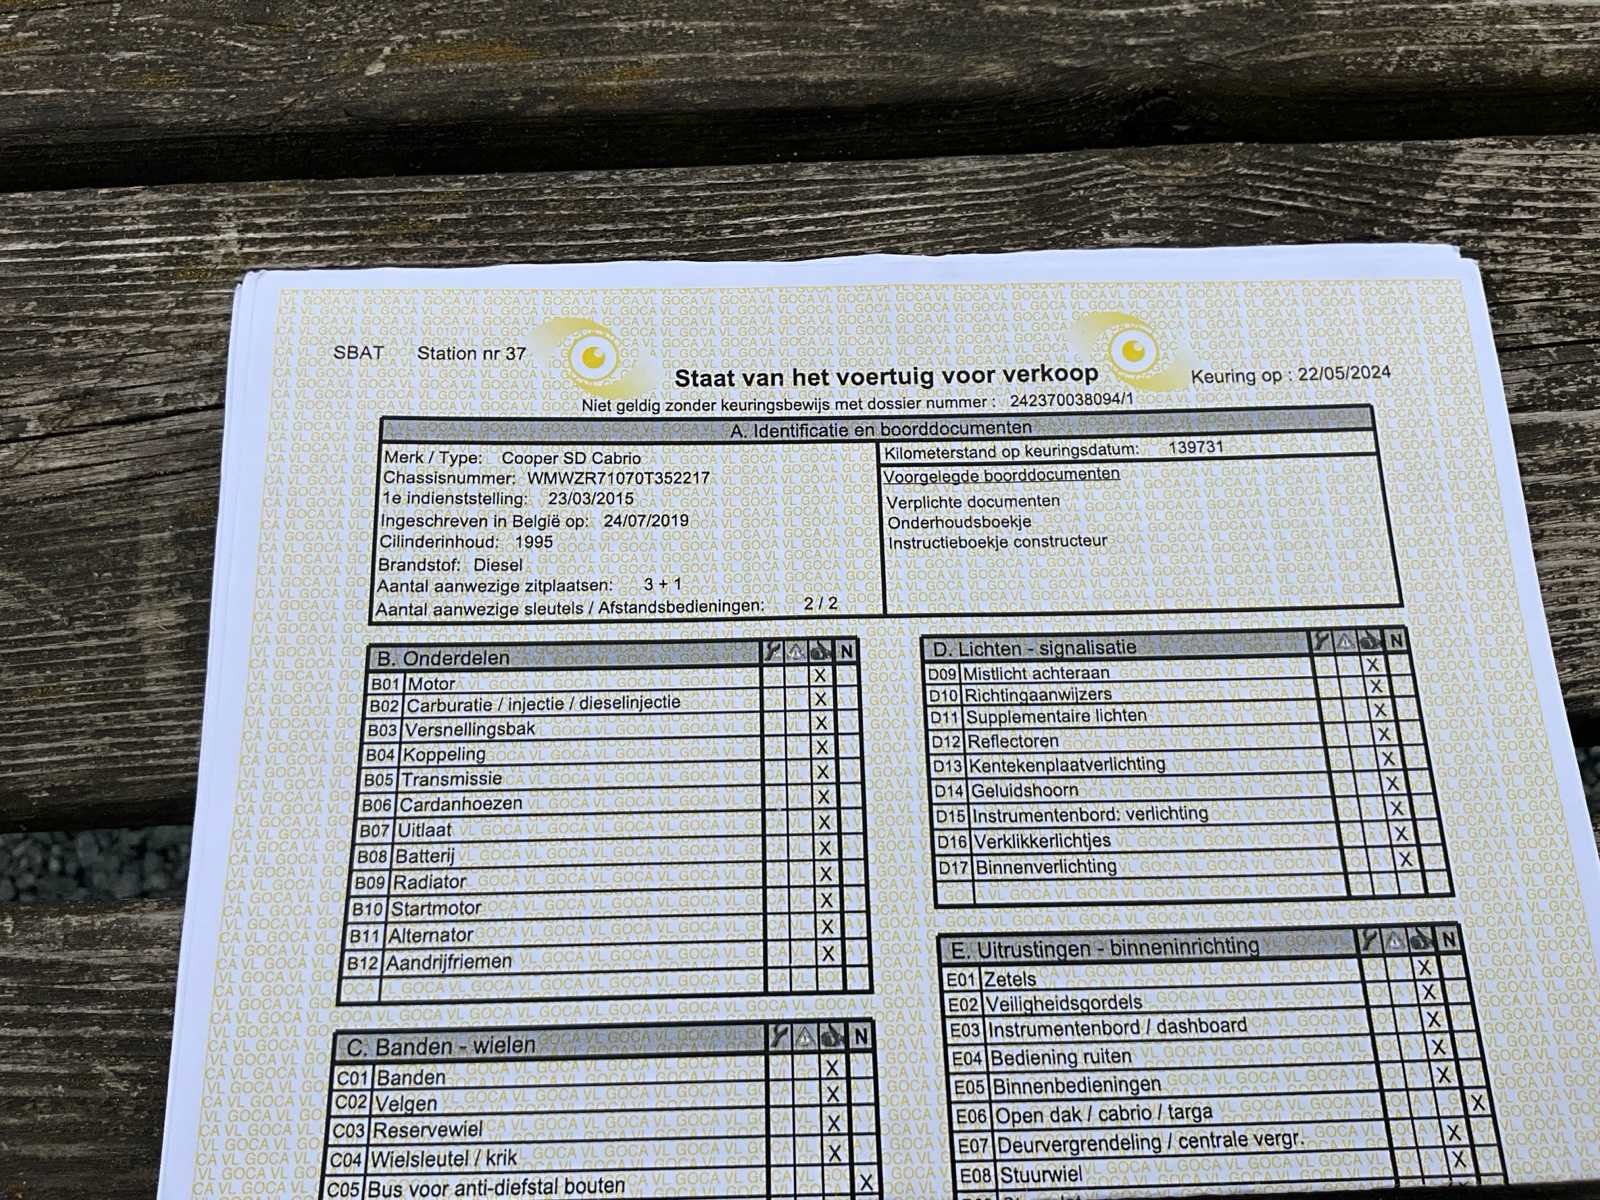 SBAT Station nr 37
Staat van het voertuig voor verkoop
Keuring op : 22/05/2024
Niet geldig zonder keuringsbewijs met dossier nummer : 242370038094/1
A. Identificatie en boorddocumenten
Merk / Type: Cooper SD Cabrio
Chassisnummer: WMWZR71070T352217
1e indienststelling: 23/03/2015
Ingeschreven in België op: 24/07/2019
Cilinderinhoud: 1995
Brandstof: Diesel
Aantal aanwezige zitplaatsen: 3 + 1
Aantal aanwezige sleutels / Afstandsbedieningen: 2 / 2
Kilometerstand op keuringsdatum: 139731
Voorgelegde boorddocumenten
Verplichte documenten
Onderhoudsboekje
Instructieboekje constructeur
B. Onderdelen N
B01 Motor X
B02 Carburatie / injectie / dieselinjectie X
B03 Versnellingsbak X
B04 Koppeling X
B05 Transmissie X
B06 Cardanhoezen X
B07 Uitlaat X
B08 Batterij X
B09 Radiator X
B10 Startmotor X
B11 Alternator X
B12 Aandrijfriemen X
C. Banden - wielen N
C01 Banden X
C02 Velgen X
C03 Reservewiel X
C04 Wielsleutel / krik X
C05 Bus voor anti-diefstal bouten X
D. Lichten - signalisatie N
D09 Mistlicht achteraan X
D10 Richtingaanwijzers X
D11 Supplementaire lichten X
D12 Reflectoren X
D13 Kentekenplaatverlichting X
D14 Geluidshoorn X
D15 Instrumentenbord: verlichting X
D16 Verklikkerlichtjes X
D17 Binnenverlichting X
E. Uitrustingen - binneninrichting N
E01 Zetels X
E02 Veiligheidsgordels X
E03 Instrumentenbord / dashboard X
E04 Bediening ruiten X
E05 Binnenbedieningen X
E06 Open dak / cabrio / targa X
E07 Deurvergrendeling / centrale vergr. X
E08 Stuurwiel X